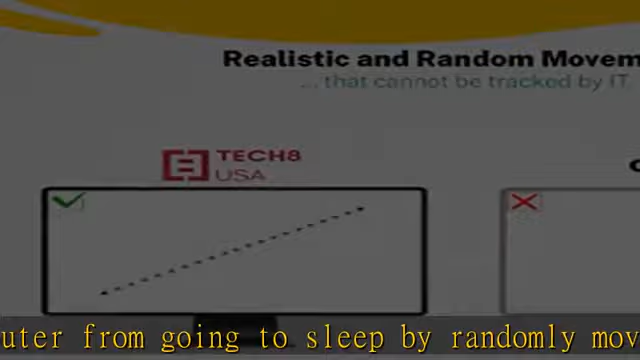 Realistic and Random Movem
... that cannot be tracked by IT
TECH8
USA
uter from going to sleep by randomly mov